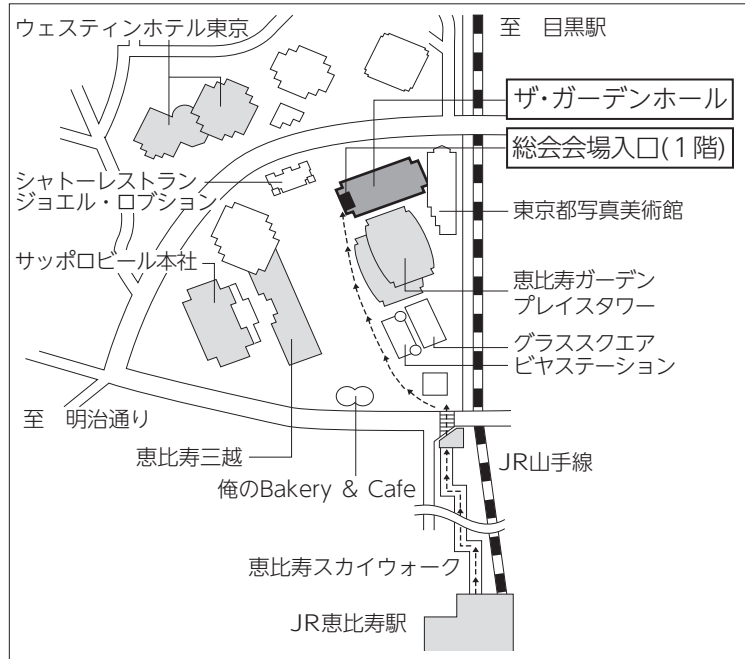 ウェスティンホテル東京
至　目黒駅
ザ・ガーデンホール
総会会場入口(1階)
シャトーレストラン
ジョエル・ロブション
東京都写真美術館
サッポロビール本社
恵比寿ガーデン
プレイスタワー
グラススクエア
ビヤステーション
至　明治通り
恵比寿三越
JR山手線
俺のBakery & Cafe
恵比寿スカイウォーク
JR恵比寿駅